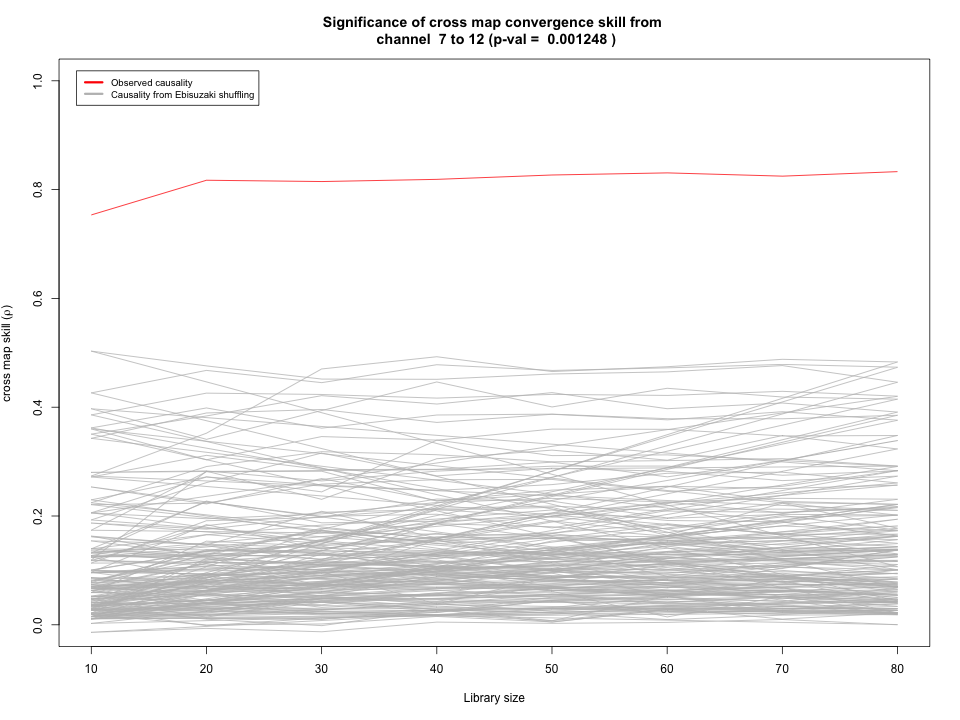 Significance of cross map convergence skill from
channel  7 to 12 (p-val =  0.001248 )
Observed causality
Causality from Ebisuzaki shuffling
cross map skill (ρ)
1.0
0.8
0.6
0.4
0.2
0.0
10 20 30 40 50 60 70 80
Library size